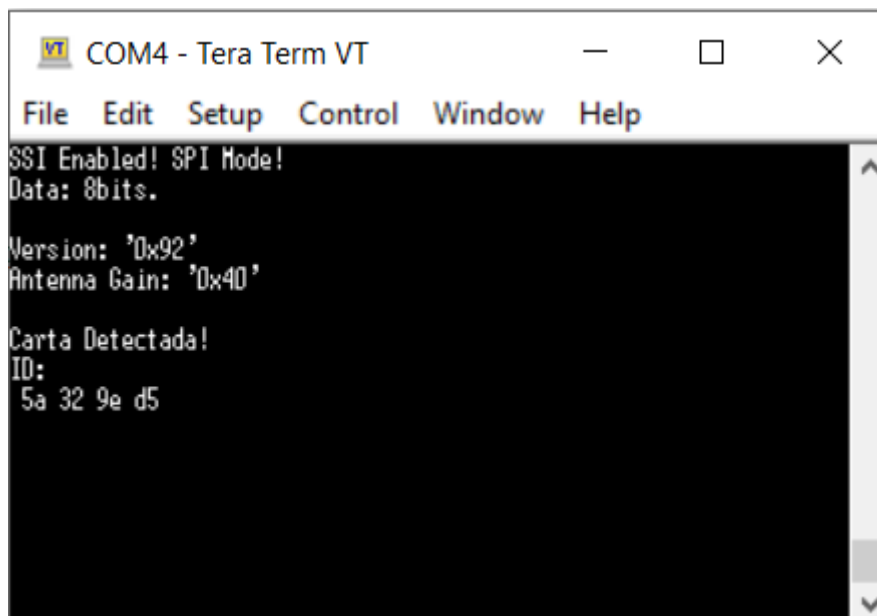 VT COM4 - Tera Term VT
File Edit Setup Control Window Help
SSI Enabled! SPI Mode!
Data: 8bits.
Version: '0x92'
Antenna Gain: '0x40'
Carta Detectada!
ID:
5a 32 9e d5